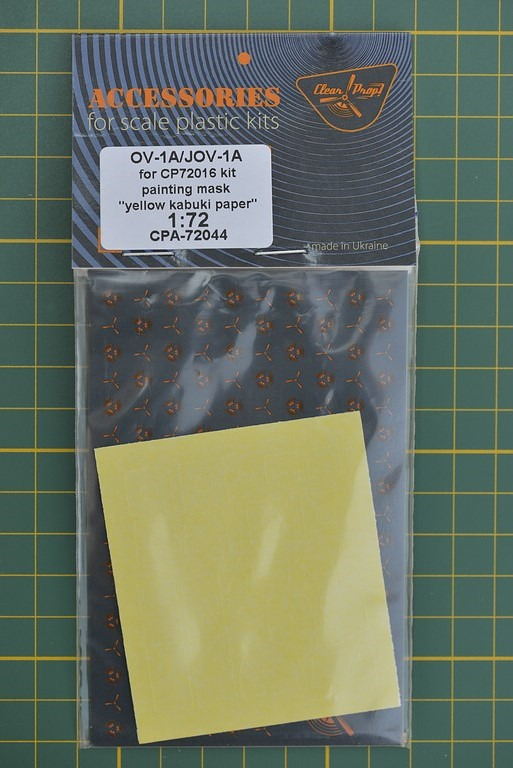 Clear Prop!
ACCESSORIES
for scale plastic kits
OV-1A/JOV-1A
for CP72016 kit
painting mask
"yellow kabuki paper"
1:72
CPA-72044
made in Ukraine